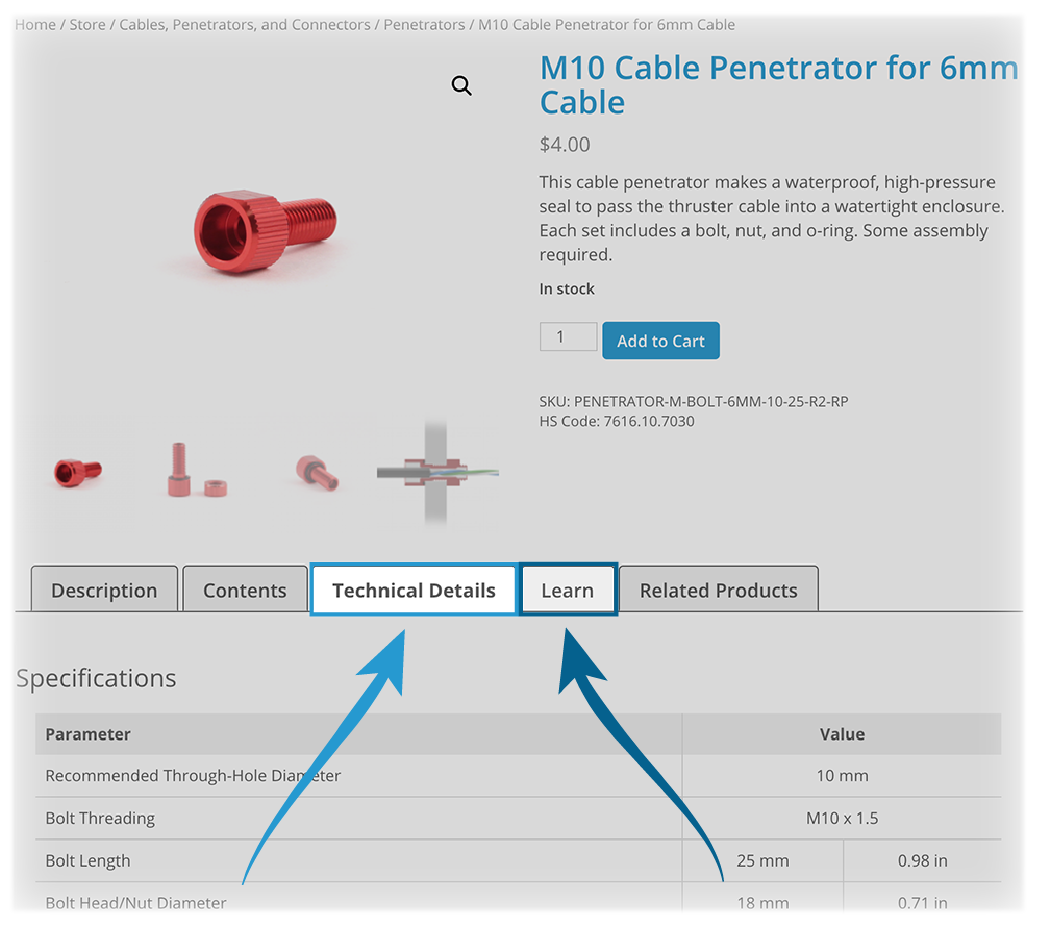 Home / Store / Cables, Penetrators, and Connectors / Penetrators / M10 Cable Penetrator for 6mm Cable
M10 Cable Penetrator for 6mm
Cable
$4.00
This cable penetrator makes a waterproof, high-pressure
seal to pass the thruster cable into a watertight enclosure.
Each set includes a bolt, nut, and o-ring. Some assembly
required.
In stock
1 Add to Cart
SKU: PENETRATOR-M-BOLT-6MM-10-25-R2-RP
HS Code: 7616.10.7030
Description Contents Technical Details Learn Related Products
Specifications
Parameter Value
Recommended Through-Hole Diameter 10 mm
Bolt Threading M10 x 1.5
Bolt Length 25 mm 0.98 in
Bolt Head/Nut Diameter 18 mm 0.71 in